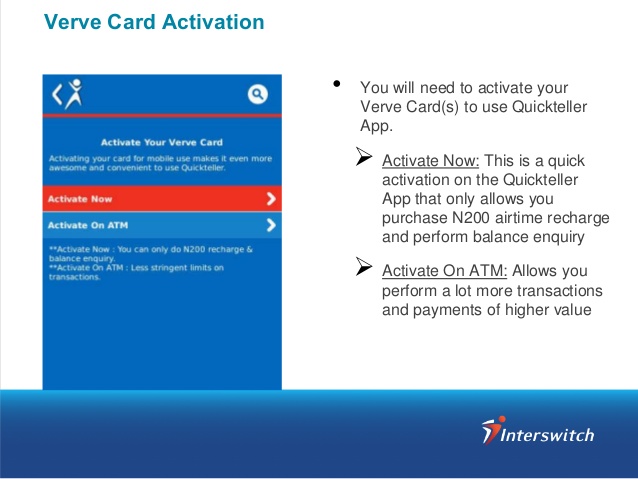 Verve Card Activation
Activate Your Verve Card
Activating your card for mobile use makes it even more
awesome and convenient to use Quickteller.
Activate Now
Activate On ATM
**Activate Now : You can only do N200 recharge &
balance enquiry.
**Activate On ATM : Less stringent limits on
transactions.
• You will need to activate your
Verve Card(s) to use Quickteller
App.
➢ Activate Now: This is a quick
activation on the Quickteller
App that only allows you
purchase N200 airtime recharge
and perform balance enquiry
➢ Activate On ATM: Allows you
perform a lot more transactions
and payments of higher value
Interswitch